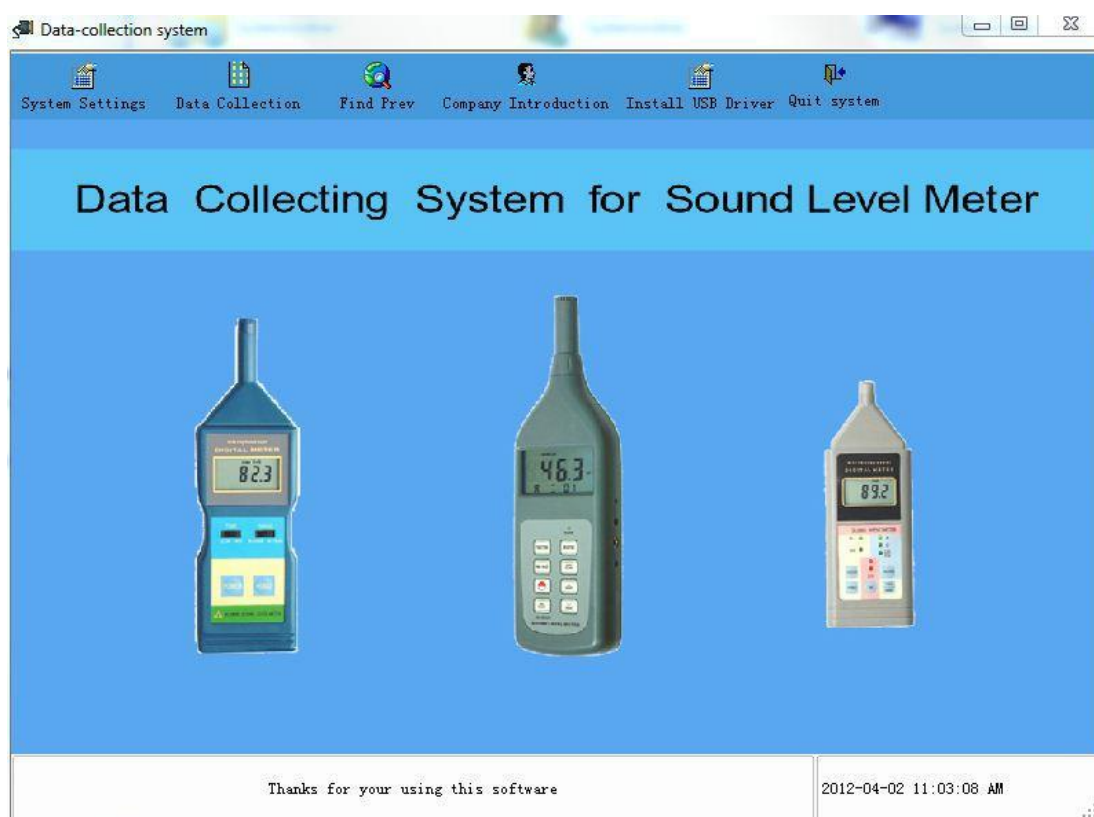 Data-collection system
System Settings Data Collection Find Prev Company Introduction Install USB Driver Quit system
Data Collecting System for Sound Level Meter
DIGITAL METER
82.3
46.3
DIGITAL METER
89.2
Thanks for your using this software
2012-04-02 11:03:08 AM